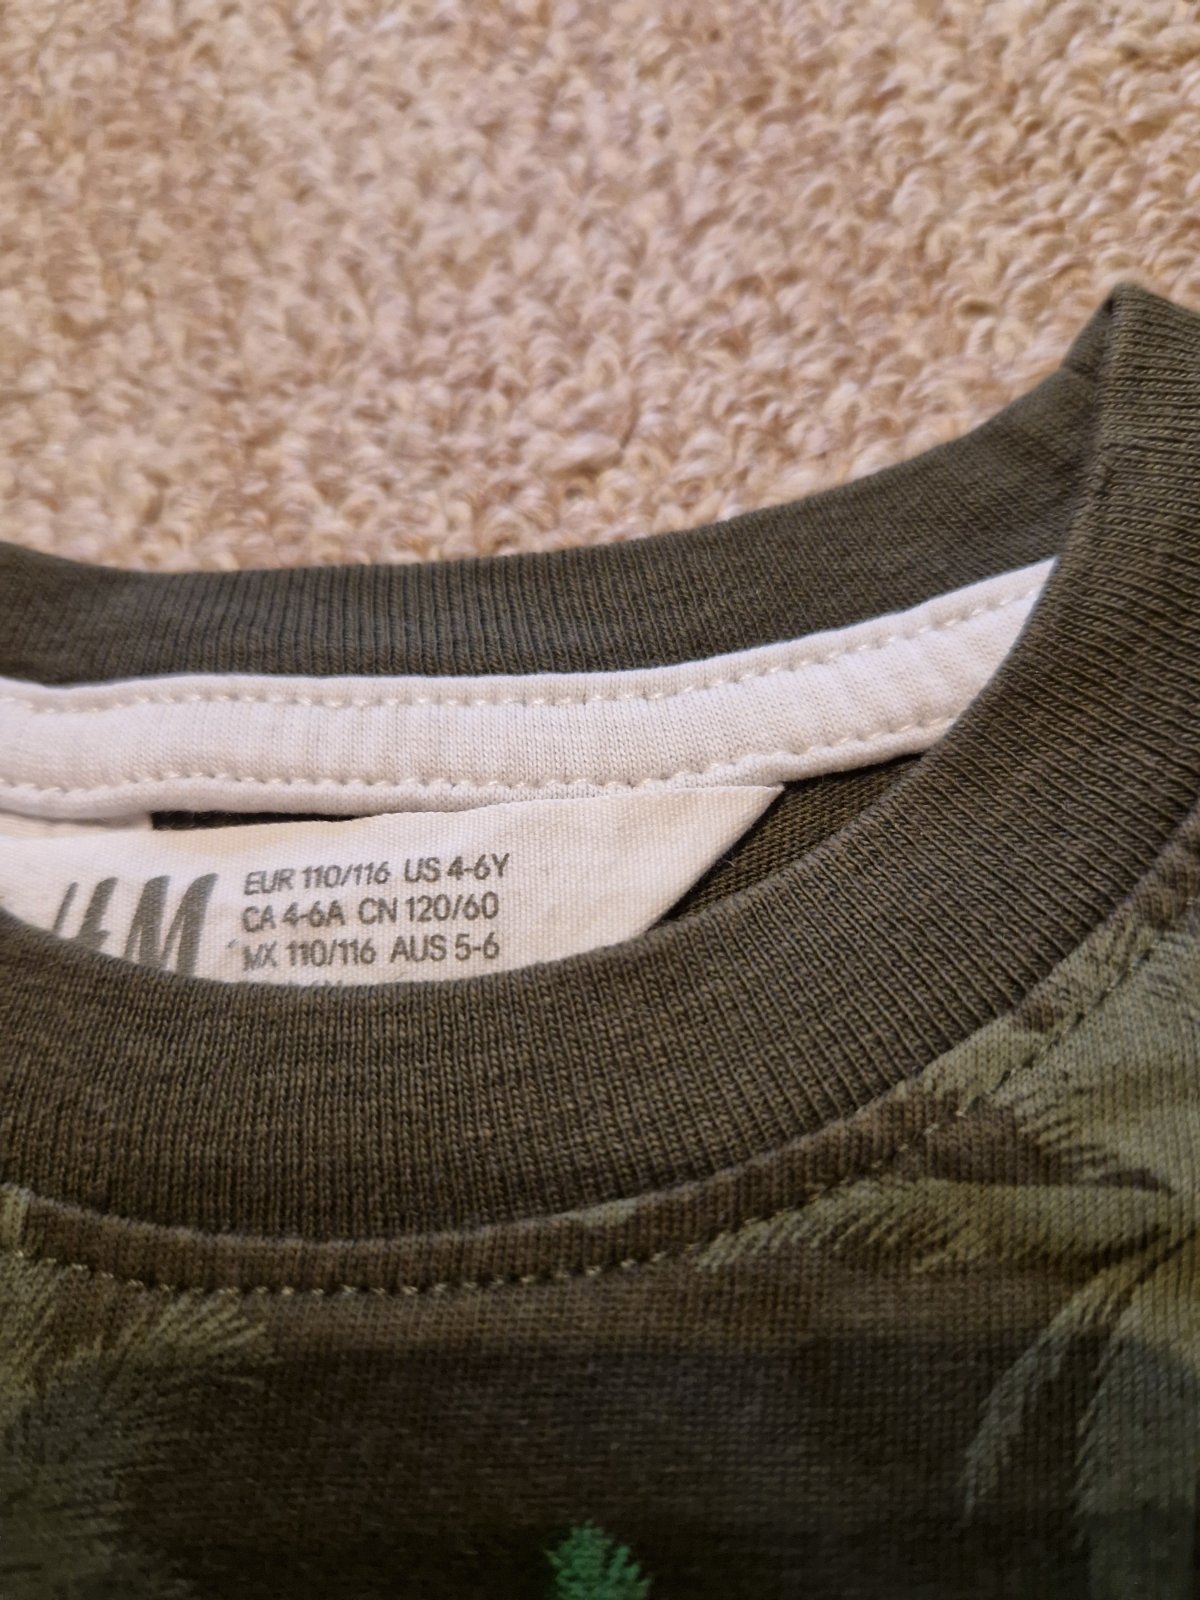 H&M
EUR 110/116 US 4-6Y
CA 4-6A CN 120/60
MX 110/116 AUS 5-6